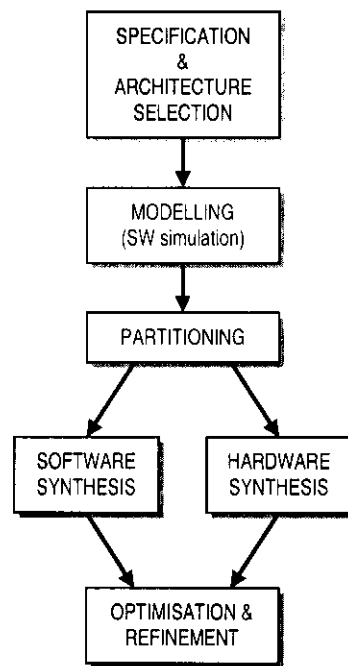 SPECIFICATION
&
ARCHITECTURE
SELECTION
MODELLING
(SW simulation)
PARTITIONING
SOFTWARE
SYNTHESIS
HARDWARE
SYNTHESIS
OPTIMISATION &
REFINEMENT